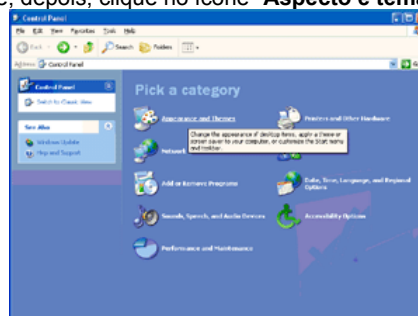 e, depois, clique no ícone "Aspecto e tema
Control Panel
File Edit View Favorites Tools Help
Back Search Folders
Address Control Panel
Control Panel
Switch to Classic View
See Also
Windows Update
Help and Support
Pick a category
Appearance and Themes
Printers and Other Hardware
Change the appearance of desktop items, apply a theme or
screen saver to your computer, or customize the Start menu
and taskbar.
Network
Add or Remove Programs
Date, Time, Language, and Regional
Options
Sounds, Speech, and Audio Devices
Accessibility Options
Performance and Maintenance